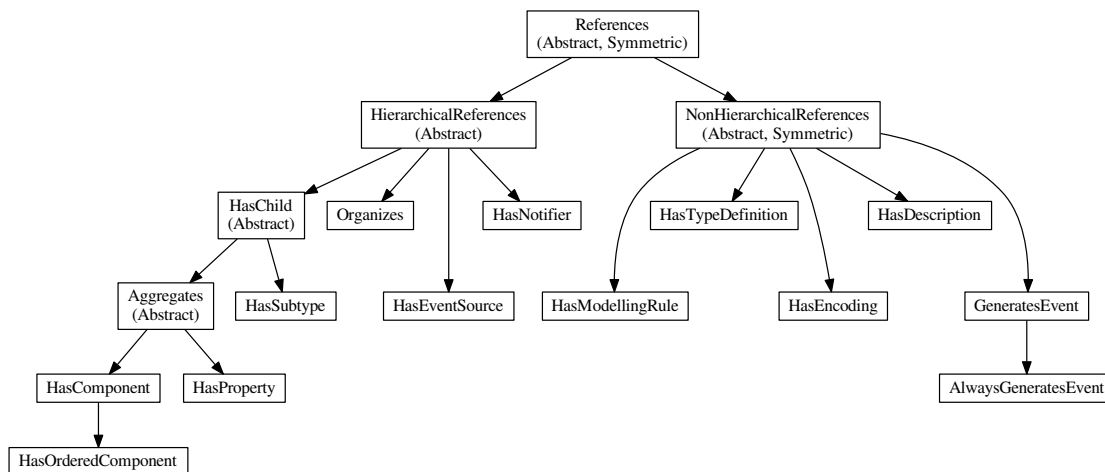 References
(Abstract, Symmetric)
HierarchicalReferences
(Abstract)
NonHierarchicalReferences
(Abstract, Symmetric)
HasChild
(Abstract)
Organizes
HasNotifier
HasTypeDefinition
HasDescription
Aggregates
(Abstract)
HasSubtype
HasEventSource
HasModellingRule
HasEncoding
GeneratesEvent
HasComponent
HasProperty
AlwaysGeneratesEvent
HasOrderedComponent